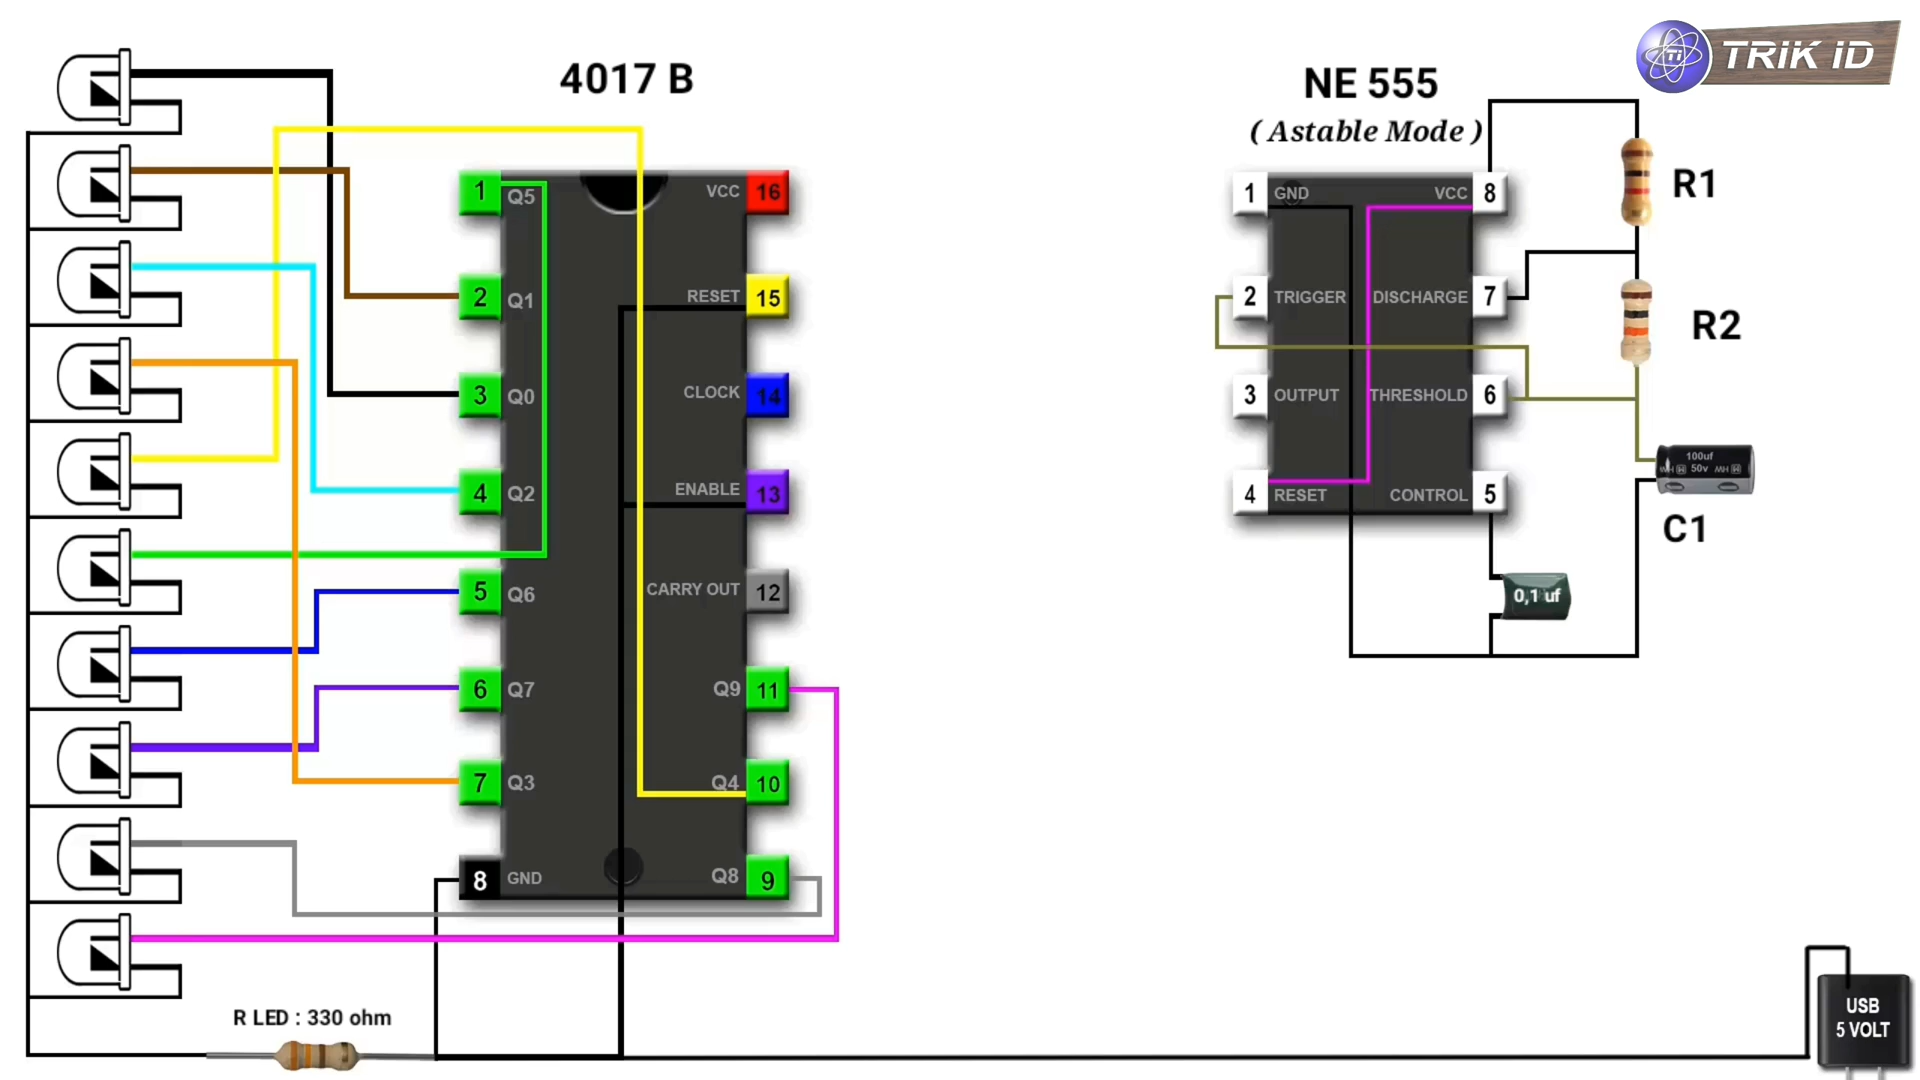 TRiK iD
Ti
4017 B
NE 555
( Astable Mode )
1 Q5 VCC 16
2 Q1 RESET 15
3 Q0 CLOCK 14
4 Q2 ENABLE 13
5 Q6 CARRY OUT 12
6 Q7 Q9 11
7 Q3 Q4 10
8 GND Q8 9
1 GND VCC 8
2 TRIGGER DISCHARGE 7
3 OUTPUT THRESHOLD 6
4 RESET CONTROL 5
R1
R2
100uf
50v
C1
0,1 uf
R LED : 330 ohm
USB
5 VOLT